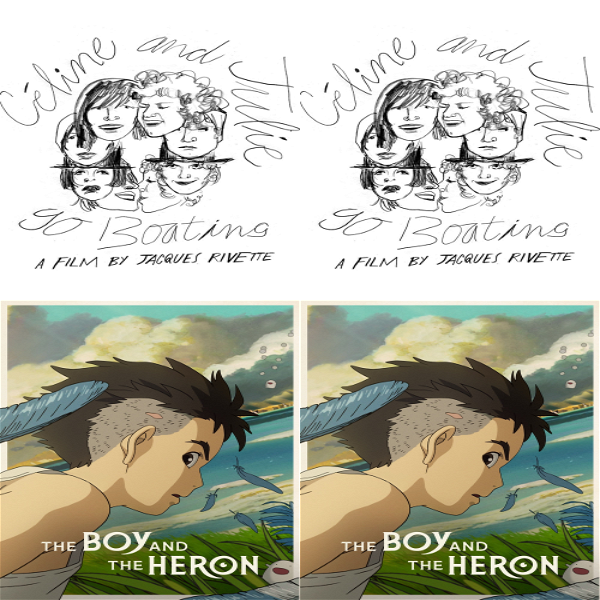 Céline and Julie
go Boating
A FILM BY JACQUES RIVETTE
Céline and Julie
go Boating
A FILM BY JACQUES RIVETTE
THE BOY AND
THE HERON
THE BOY AND
THE HERON